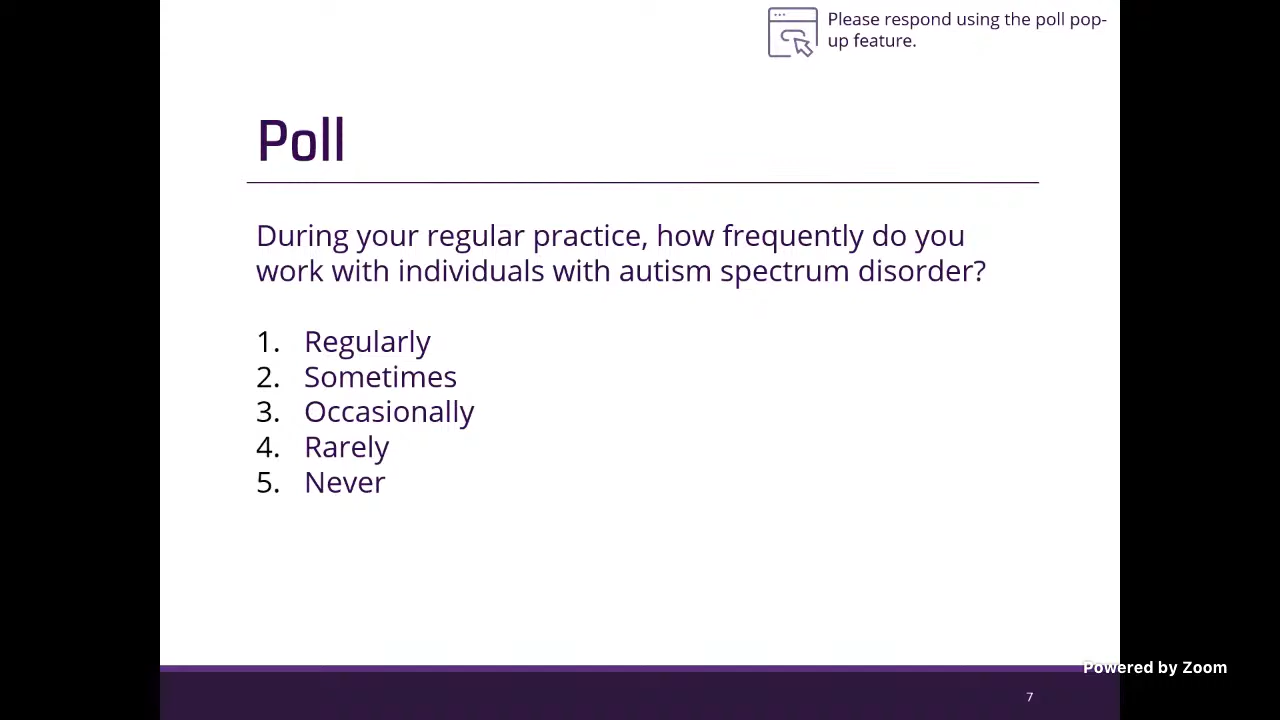 Please respond using the poll pop-
up feature.
Poll
During your regular practice, how frequently do you
work with individuals with autism spectrum disorder?
1. Regularly
2. Sometimes
3. Occasionally
4. Rarely
5. Never
Powered by Zoom
7